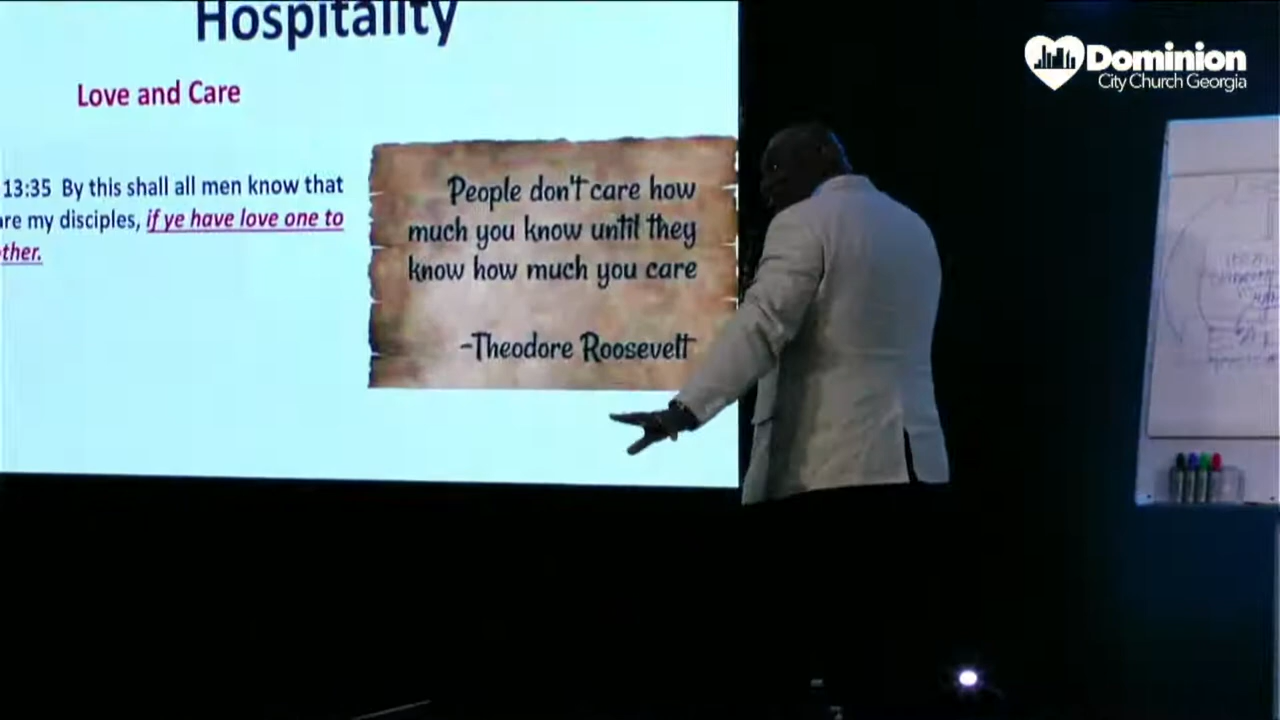 Hospitality
Love and Care
13:35 By this shall all men know that
are my disciples, if ye have love one to
other.
People don't care how
much you know until they
know how much you care
-Theodore Roosevelt
Dominion
City Church Georgia